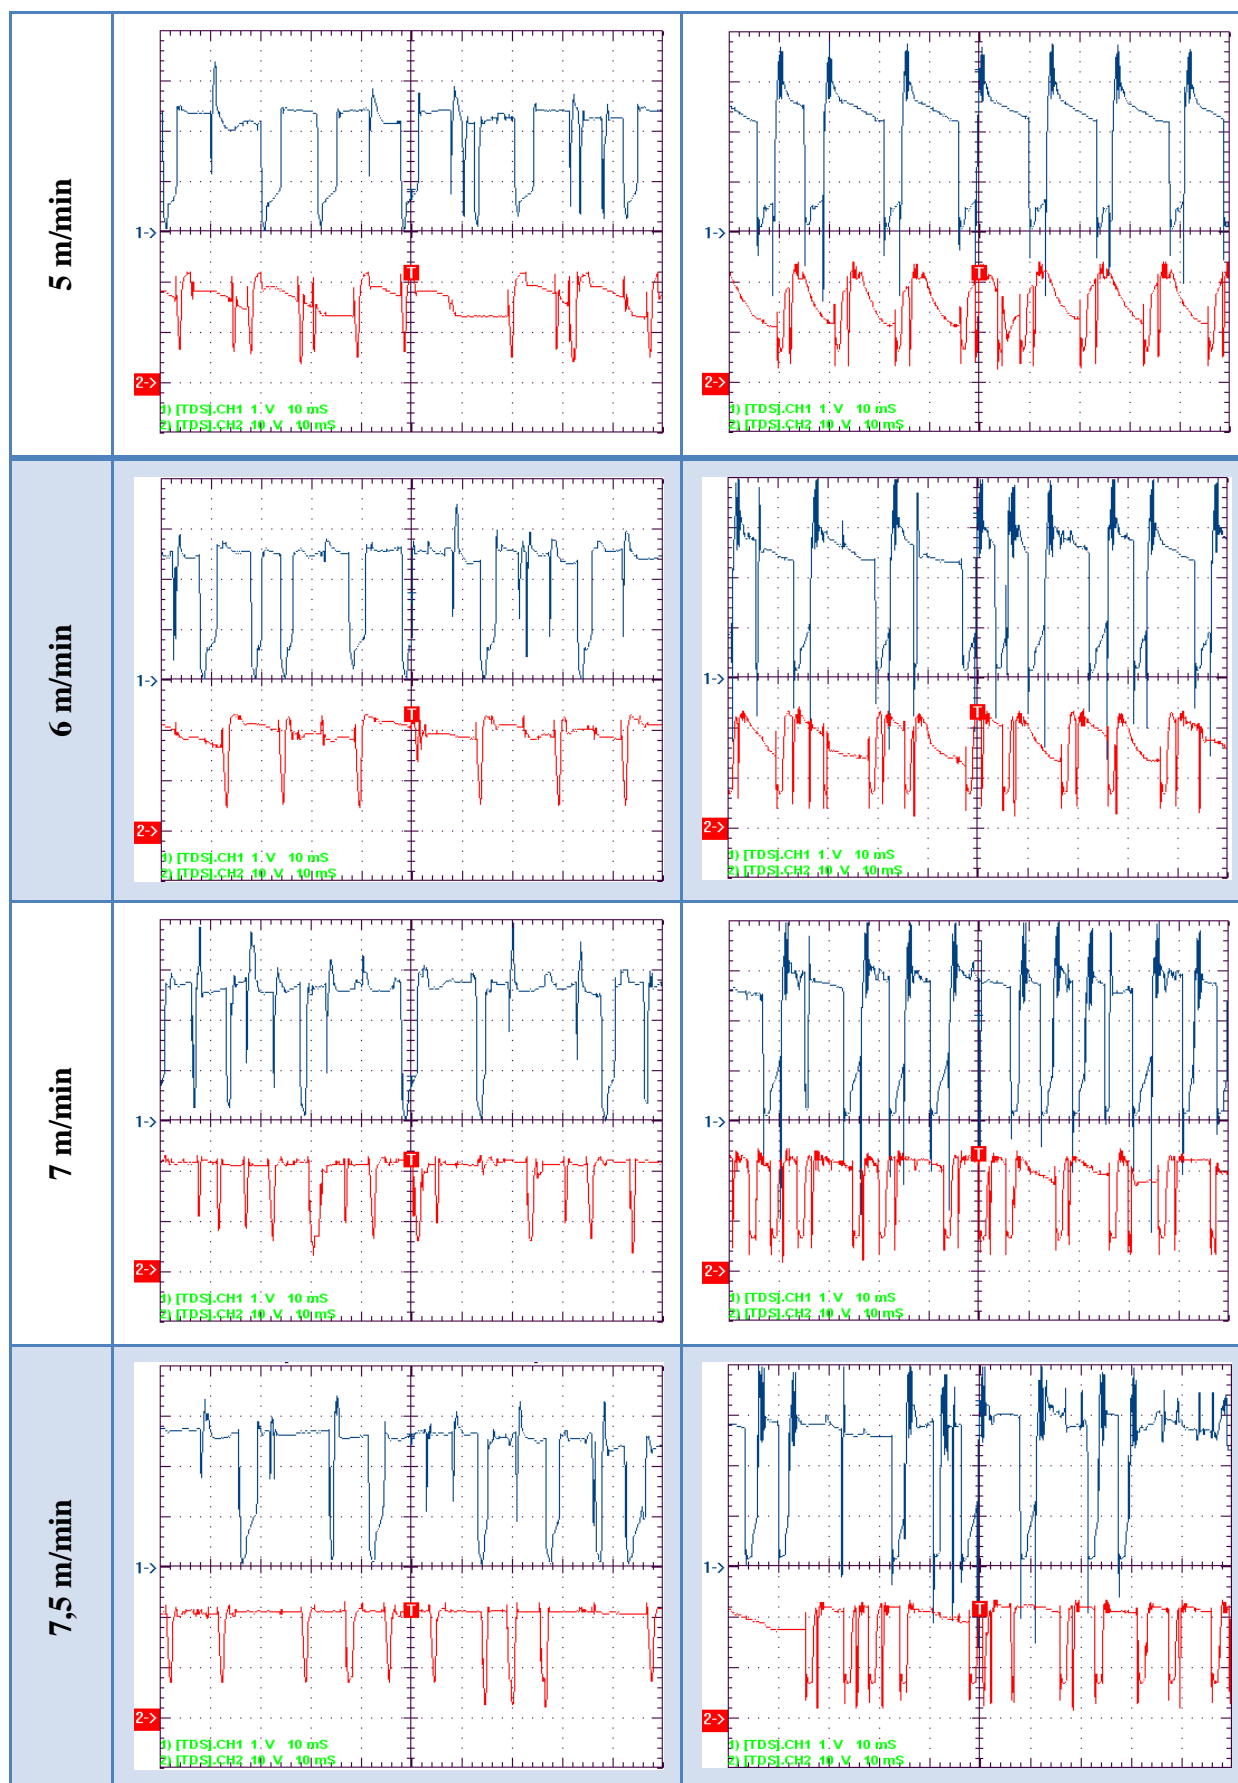 5 m/min
1->
T
2->
1) [TDS].CH1 1. V 10 mS
2) [TDS].CH2 10 V 10 mS
1->
T
2->
1) [TDS].CH1 1. V 10 mS
2) [TDS].CH2 10 V 10 mS
6 m/min
1->
T
2->
1) [TDS].CH1 1. V 10 mS
2) [TDS].CH2 10 V 10 mS
1->
T
2->
1) [TDS].CH1 1. V 10 mS
2) [TDS].CH2 10 V 10 mS
7 m/min
1->
T
2->
1) [TDS].CH1 1. V 10 mS
2) [TDS].CH2 10 V 10 mS
1->
T
2->
1) [TDS].CH1 1. V 10 mS
2) [TDS].CH2 10 V 10 mS
7,5 m/min
1->
T
2->
1) [TDS].CH1 1. V 10 mS
2) [TDS].CH2 10 V 10 mS
1->
T
2->
1) [TDS].CH1 1. V 10 mS
2) [TDS].CH2 10 V 10 mS